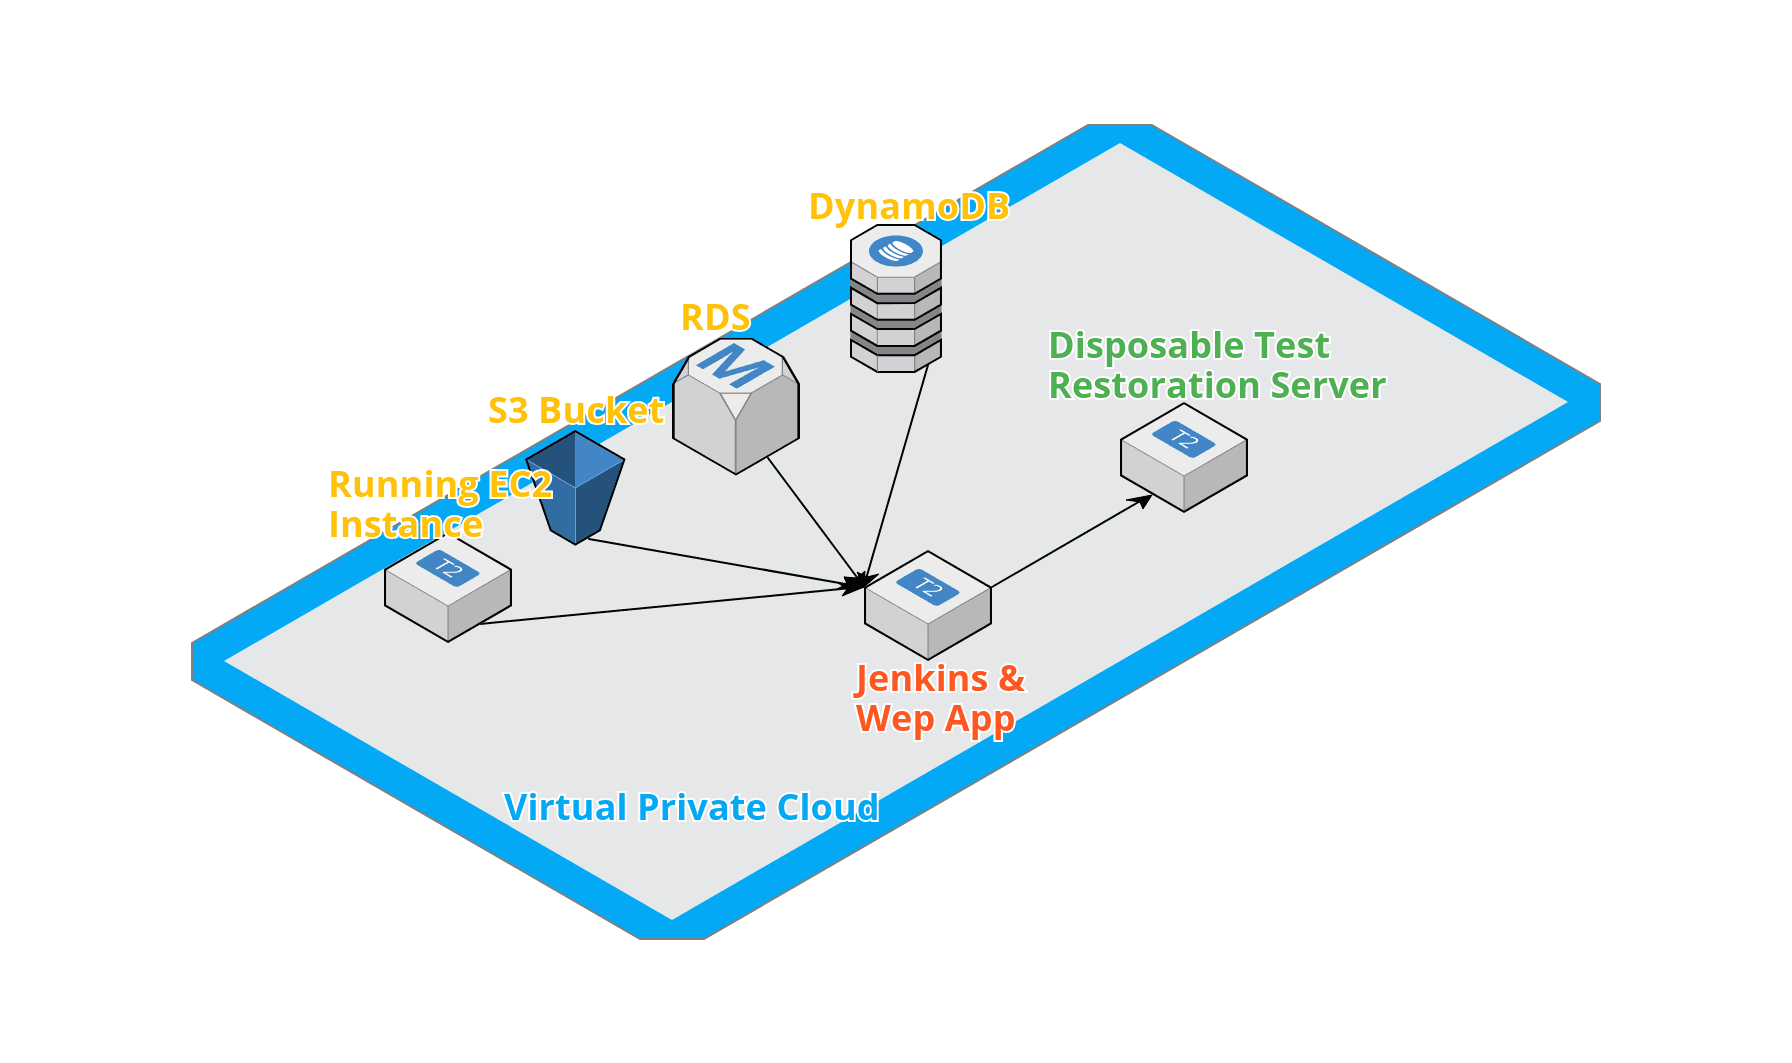 DynamoDB
RDS
Disposable Test
Restoration Server
S3 Bucket
Running EC2
Instance
M
T2
T2
T2
Jenkins &
Wep App
Virtual Private Cloud